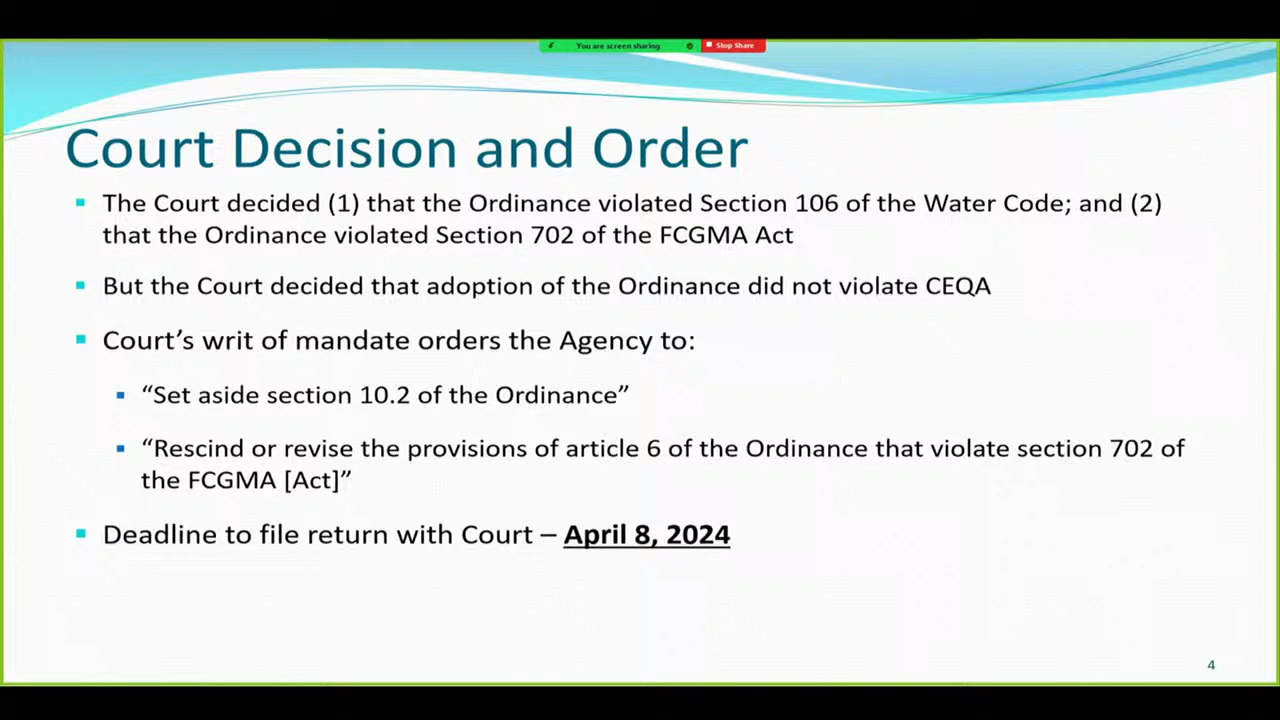 You are screen sharing
Stop Share
Court Decision and Order
The Court decided (1) that the Ordinance violated Section 106 of the Water Code; and (2)
that the Ordinance violated Section 702 of the FCGMA Act
But the Court decided that adoption of the Ordinance did not violate CEQA
Court’s writ of mandate orders the Agency to:
“Set aside section 10.2 of the Ordinance”
“Rescind or revise the provisions of article 6 of the Ordinance that violate section 702 of
the FCGMA [Act]”
Deadline to file return with Court – April 8, 2024
4